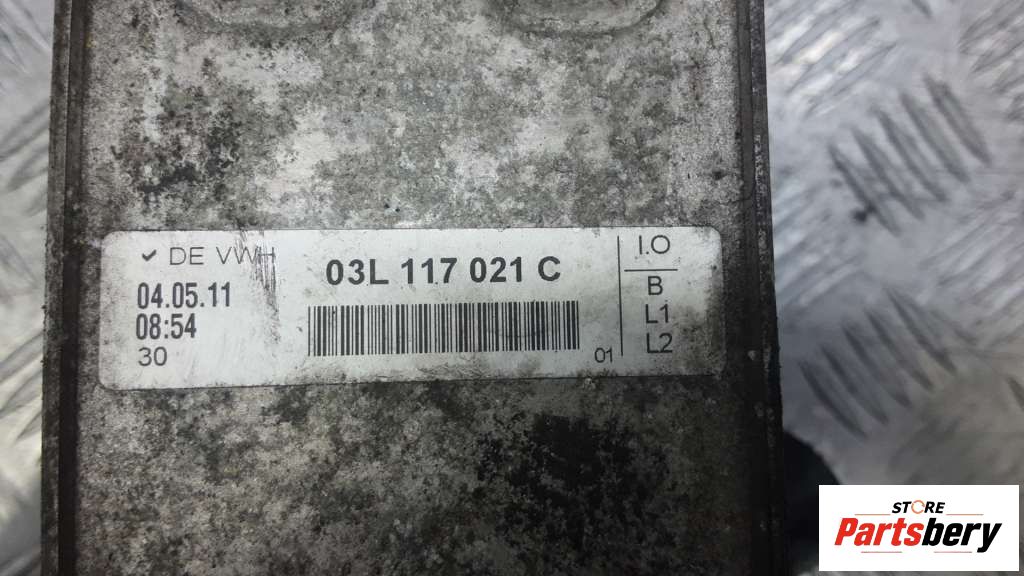 ✓ DE VWH
04.05.11
08:54
30
03L 117 021 C
01
I.O
B
L1
L2
STORE
Partsbery